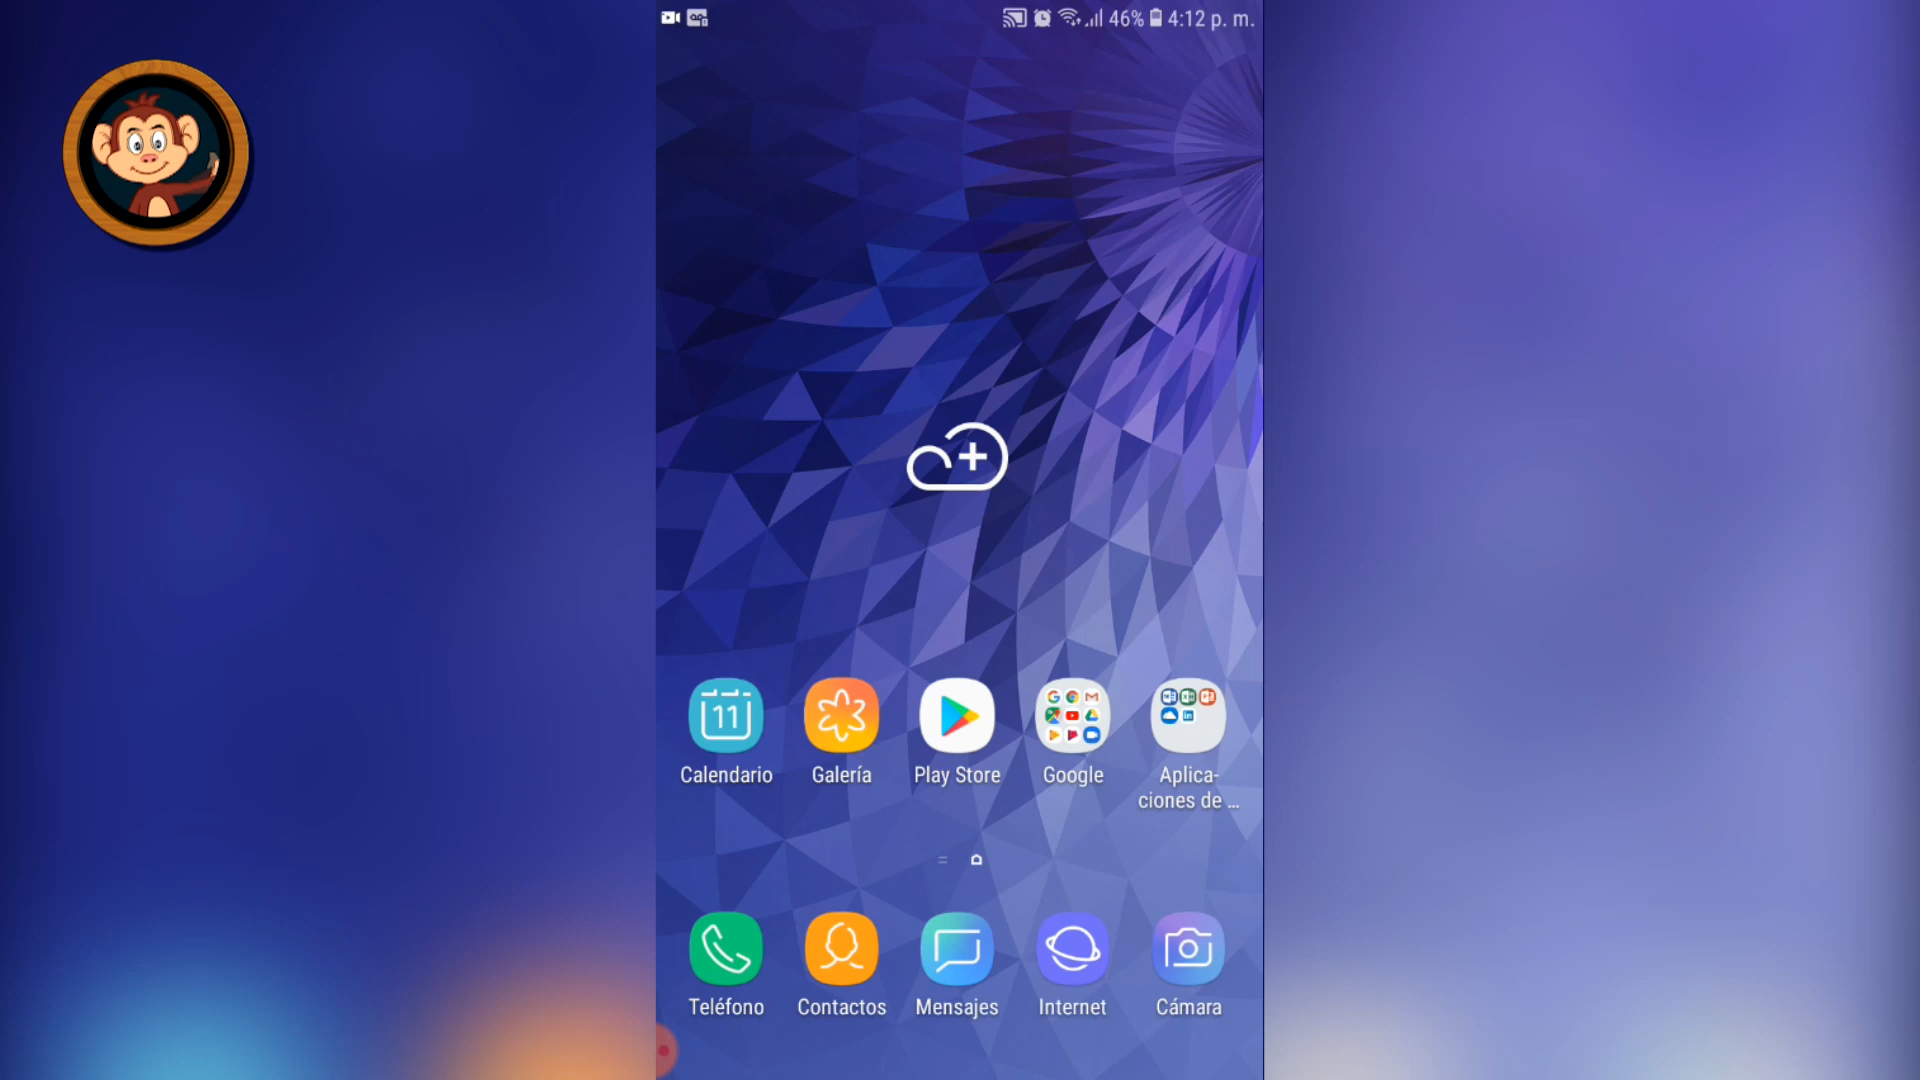 46% 4:12 p. m.
11
Calendario
Galería
Play Store
Google
Aplica-
ciones de ...
Teléfono
Contactos
Mensajes
Internet
Cámara